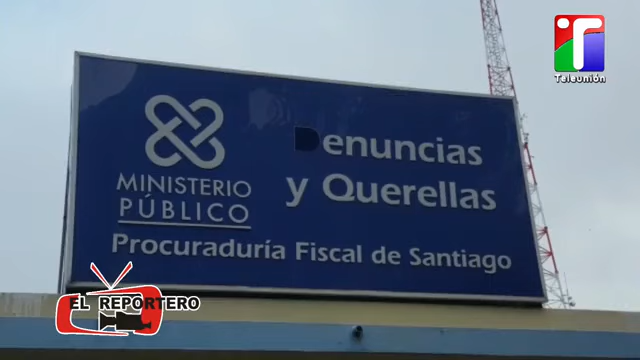 Teleunión
Denuncias
y Querellas
MINISTERIO
PÚBLICO
Procuraduría Fiscal de Santiago
EL REPORTERO